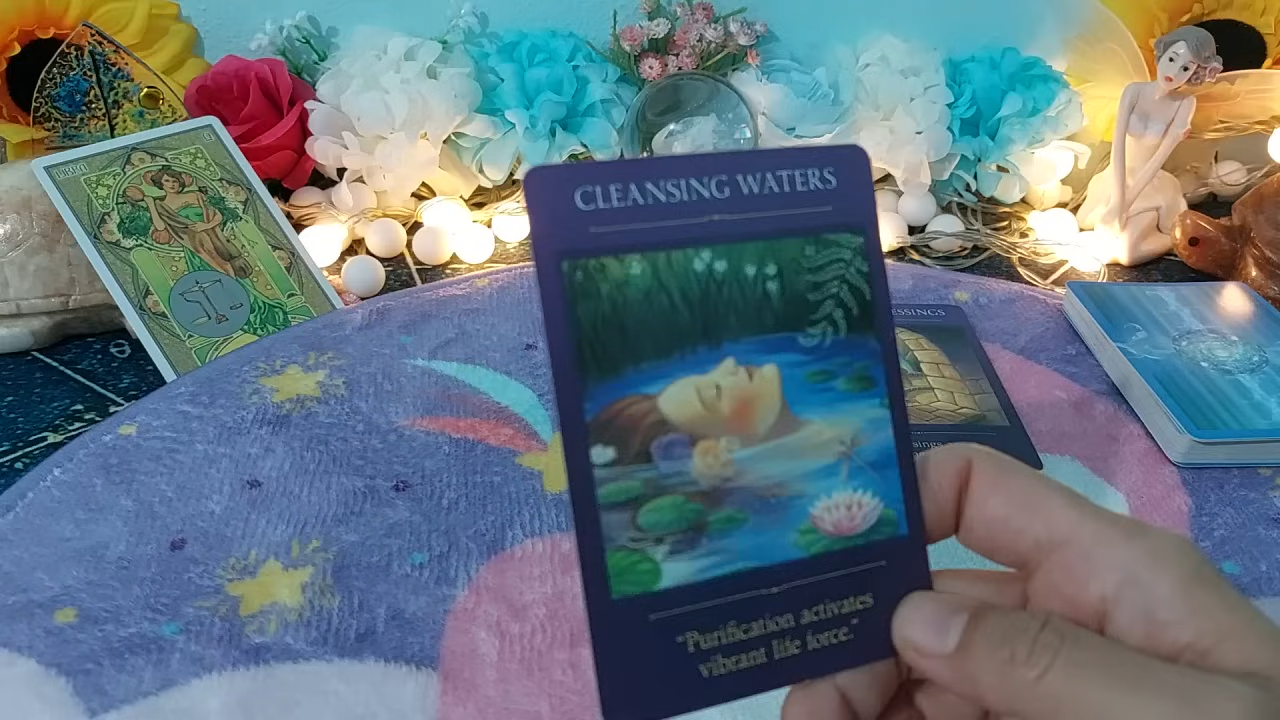 CLEANSING WATERS
"Purification activates
vibrant life force."
ESSINGS